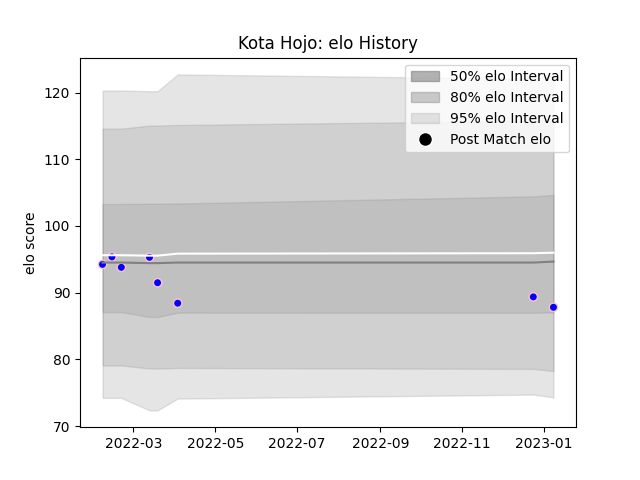 Kota Hojo: elo History
50% elo Interval
80% elo Interval
95% elo Interval
Post Match elo
elo score
120
110
100
90
80
70
2022-03 2022-05 2022-07 2022-09 2022-11 2023-01